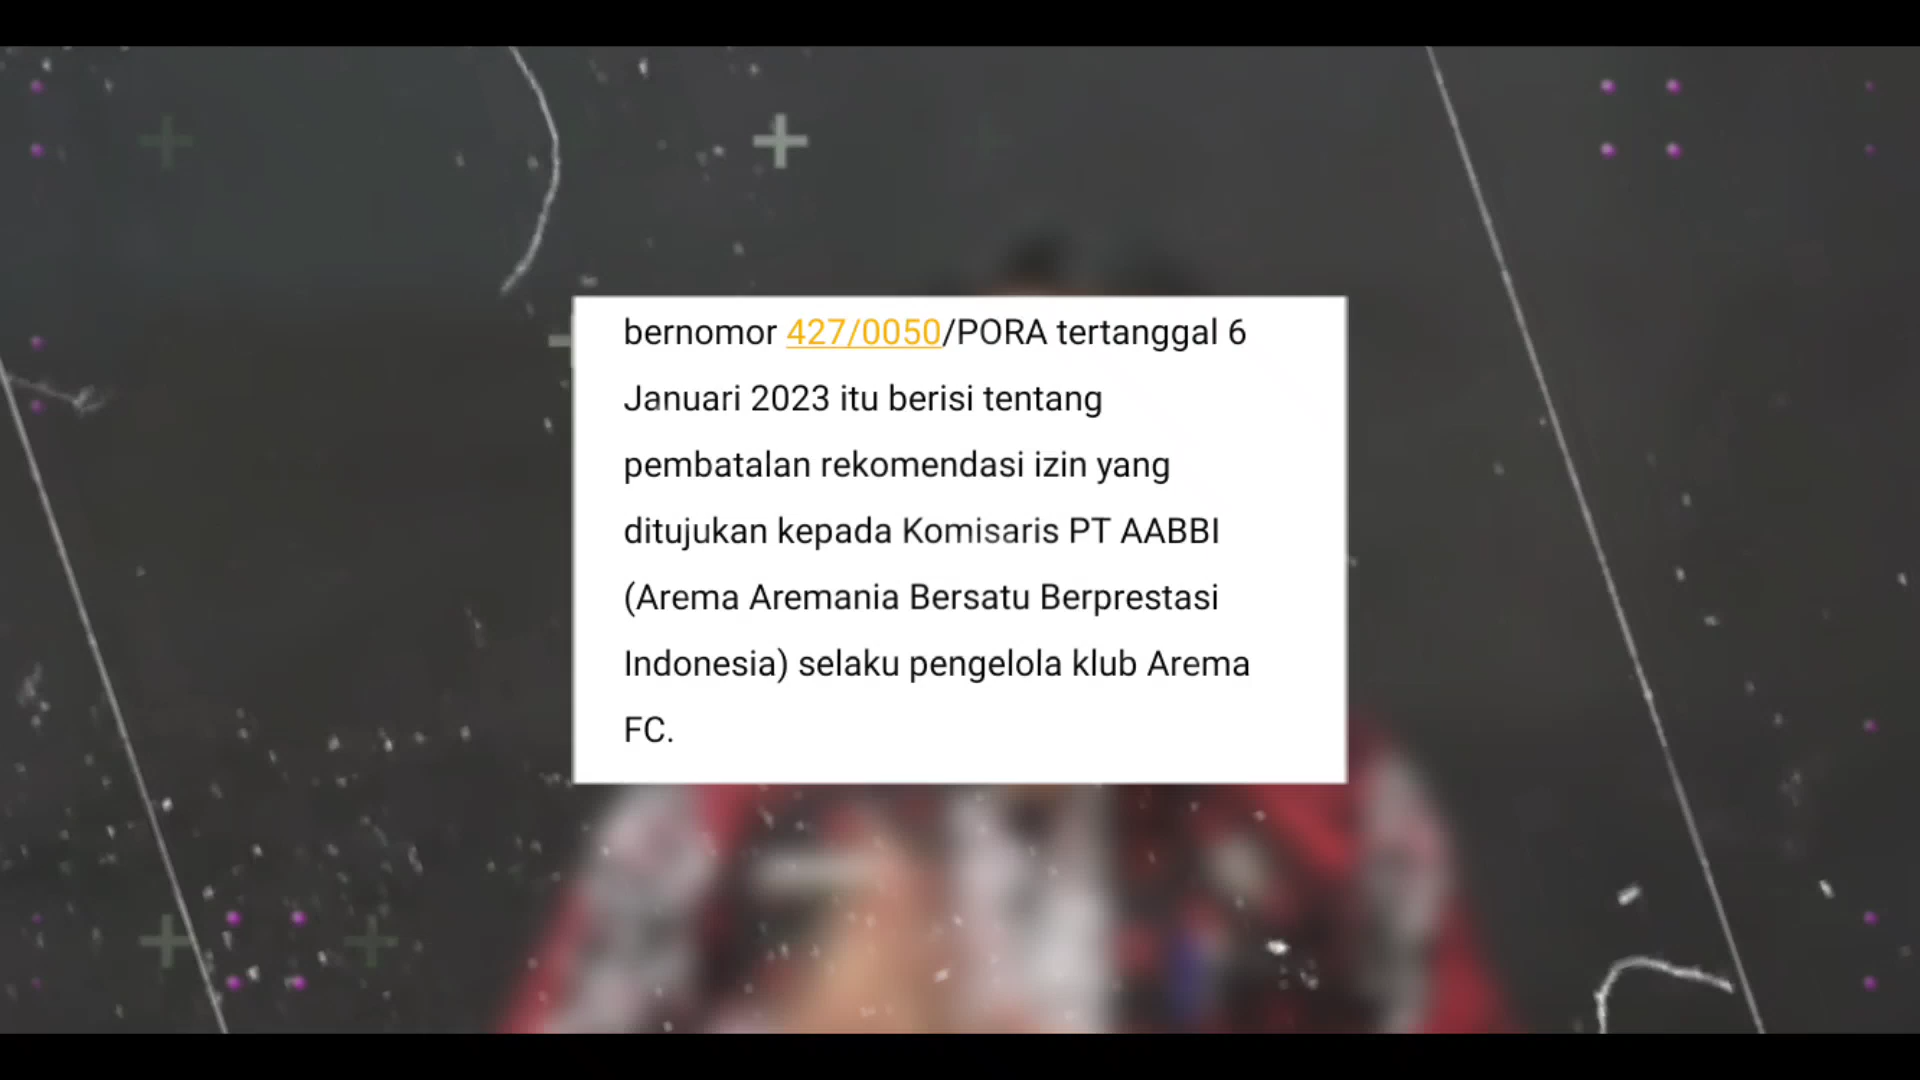 bernomor 427/0050/PORA tertanggal 6
Januari 2023 itu berisi tentang
pembatalan rekomendasi izin yang
ditujukan kepada Komisaris PT AABBI
(Arema Aremania Bersatu Berprestasi
Indonesia) selaku pengelola klub Arema
FC.